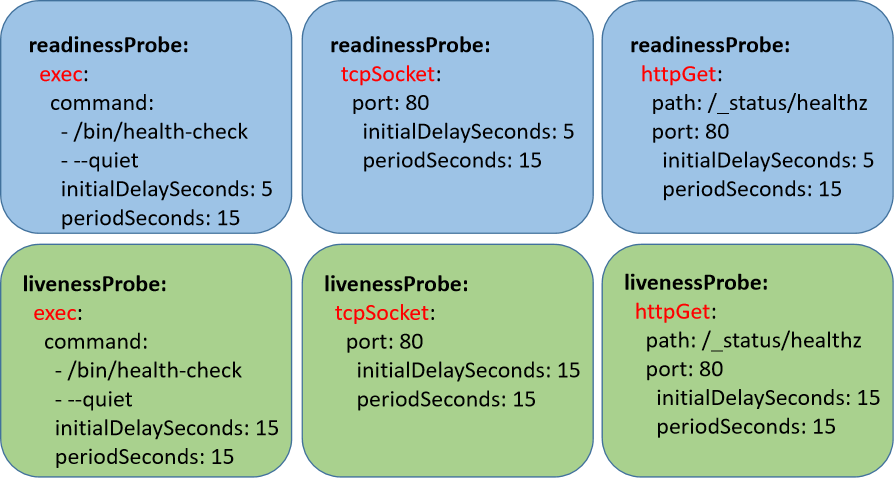 readinessProbe:
exec:
command:
- /bin/health-check
- --quiet
initialDelaySeconds: 5
periodSeconds: 15
readinessProbe:
tcpSocket:
port: 80
initialDelaySeconds: 5
periodSeconds: 15
readinessProbe:
httpGet:
path: /_status/healthz
port: 80
initialDelaySeconds: 5
periodSeconds: 15
livenessProbe:
exec:
command:
- /bin/health-check
- --quiet
initialDelaySeconds: 15
periodSeconds: 15
livenessProbe:
tcpSocket:
port: 80
initialDelaySeconds: 15
periodSeconds: 15
livenessProbe:
httpGet:
path: /_status/healthz
port: 80
initialDelaySeconds: 15
periodSeconds: 15